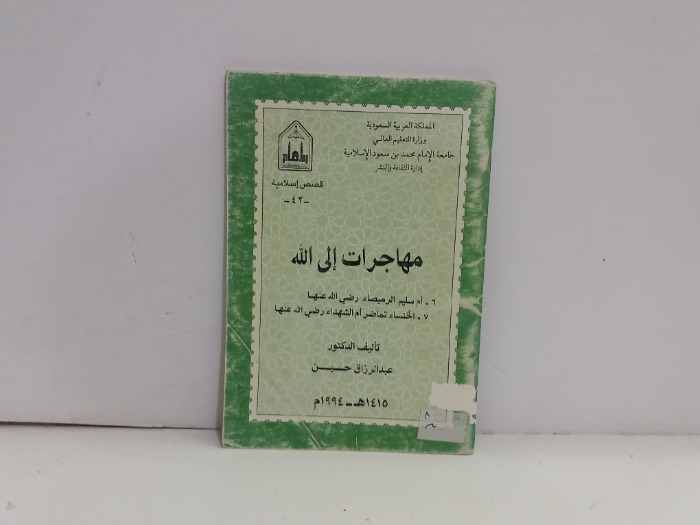 المملكة العربية السعودية
وزارة التعليم العالي
جامعة الإمام محمد بن سعود الإسلامية
إدارة الثقافة والنشر
قصص إسلامية
-٤٢-
مهاجرات إلى الله
٦ . أم سليم الرميصاء رضي الله عنها
٧ . الخنساء تماضر أم الشهداء رضي الله عنها
تأليف الدكتور
عبدالرزاق حسين
١٤١٥هـ - ١٩٩٤م